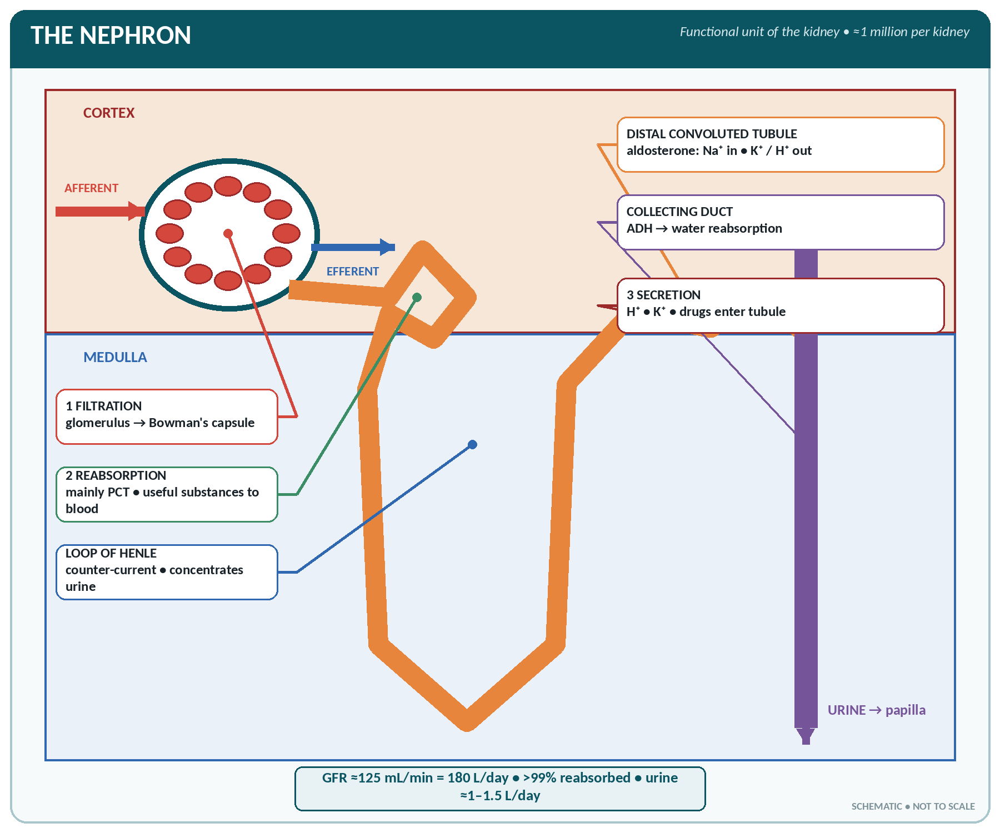 THE NEPHRON
Functional unit of the kidney • ≈1 million per kidney
CORTEX
DISTAL CONVOLUTED TUBULE
aldosterone: Na⁺ in • K⁺ / H⁺ out
AFFERENT
COLLECTING DUCT
ADH → water reabsorption
EFFERENT
3 SECRETION
H⁺ • K⁺ • drugs enter tubule
MEDULLA
1 FILTRATION
glomerulus → Bowman's capsule
2 REABSORPTION
mainly PCT • useful substances to
blood
LOOP OF HENLE
counter-current • concentrates
urine
URINE → papilla
GFR ≈125 mL/min = 180 L/day • >99% reabsorbed • urine
≈1–1.5 L/day
SCHEMATIC • NOT TO SCALE